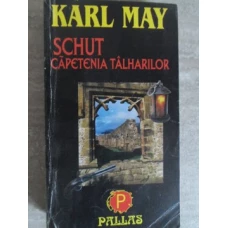 KARL MAY
SCHUT
CĂPETENIA TÂLHARILOR
P
PALLAS